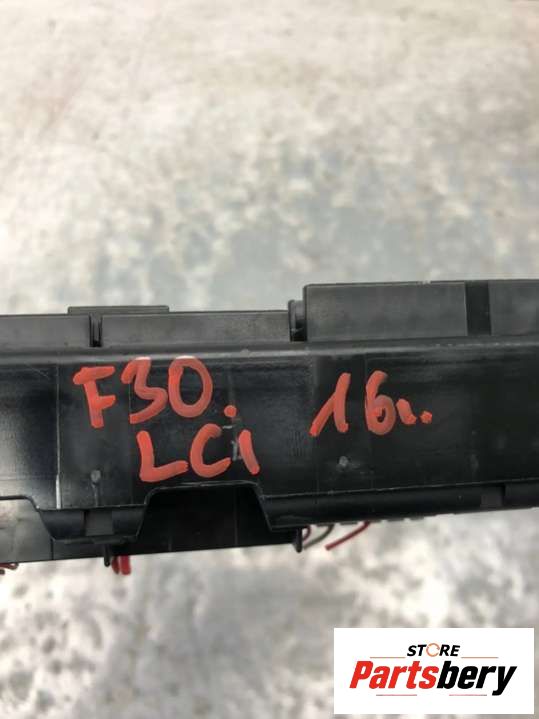 F30. 16г.
LCi
STORE
Partsbery